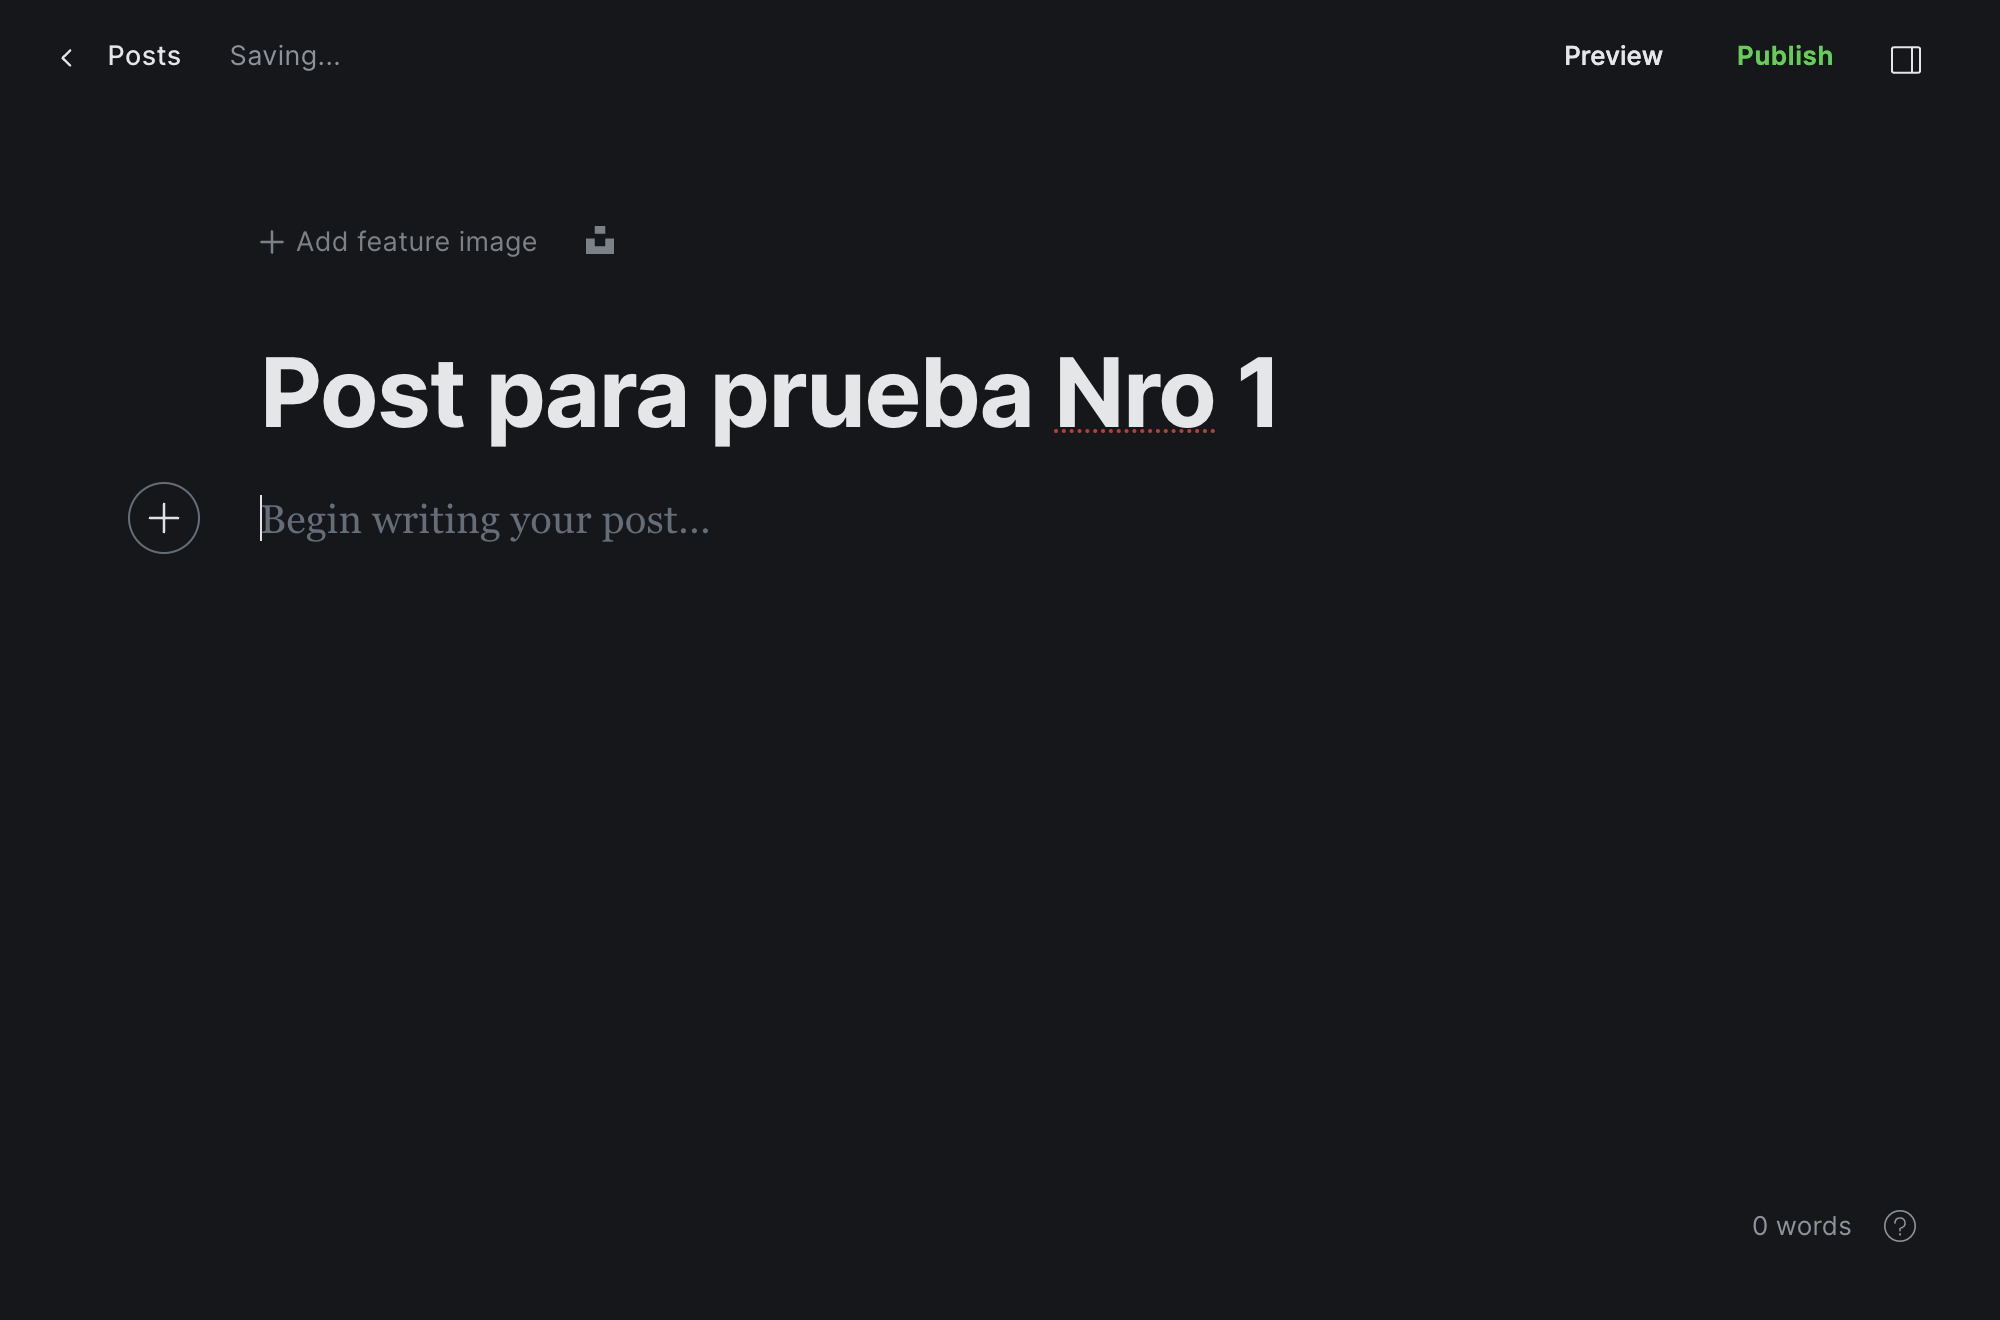 Posts Saving... Preview Publish
Add feature image
Post para prueba Nro 1
Begin writing your post...
0 words ?